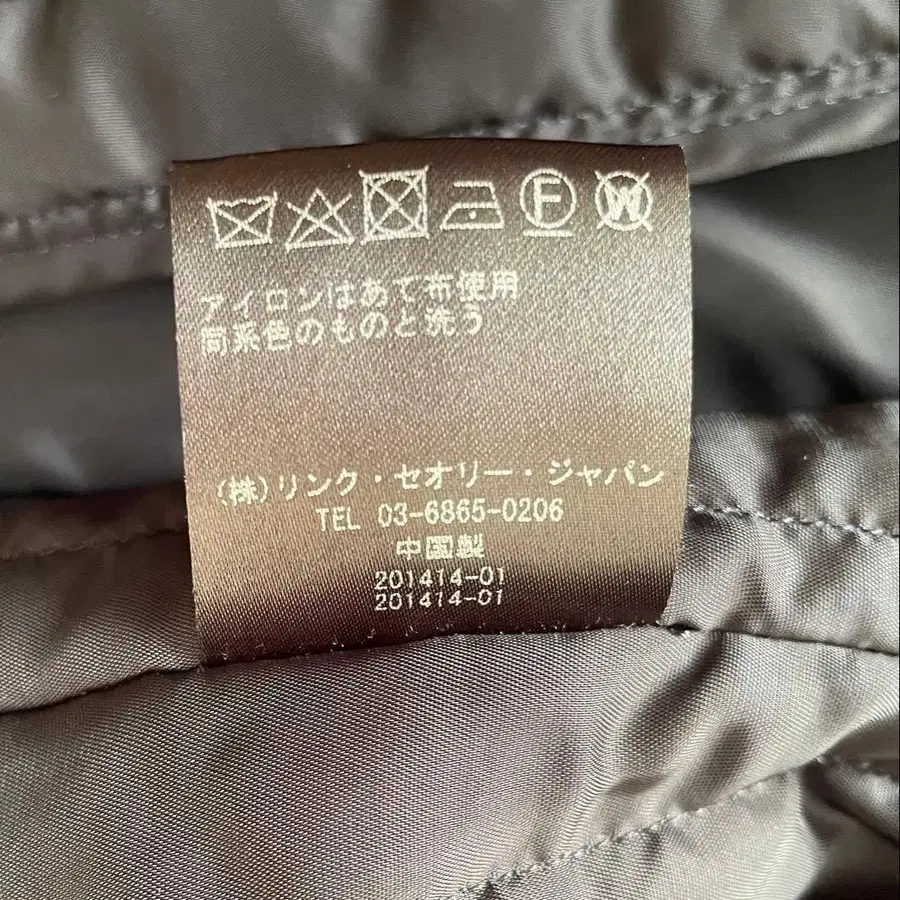 F W
アイロンはあて布使用
同系色のものと洗う
(株)リンク・セオリー・ジャパン
TEL 03-6865-0206
中国製
201414-01
201414-01